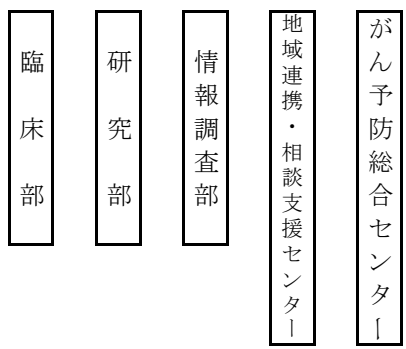 臨床部
研究部
情報調査部
地域連携・相談支援センター
がん予防総合センター